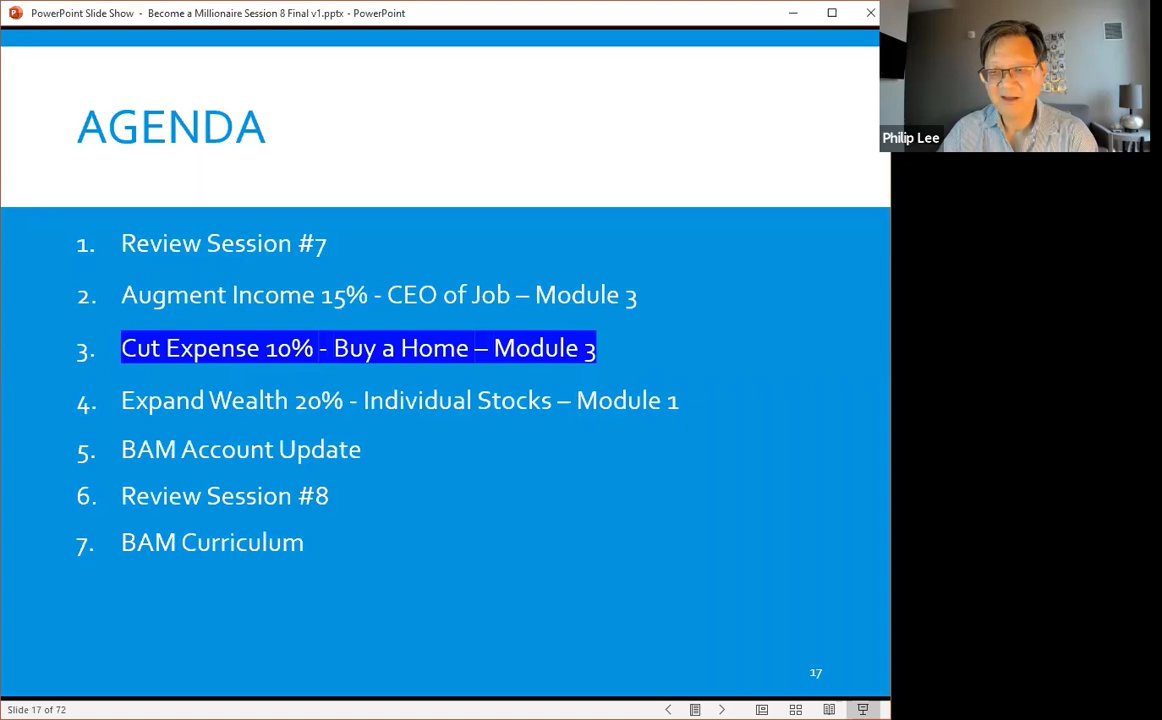 PowerPoint Slide Show - Become a Millionaire Session 8 Final v1.pptx - PowerPoint
Philip Lee
AGENDA
1. Review Session #7
2. Augment Income 15% - CEO of Job – Module 3
3. Cut Expense 10% - Buy a Home – Module 3
4. Expand Wealth 20% - Individual Stocks – Module 1
5. BAM Account Update
6. Review Session #8
7. BAM Curriculum
17
Slide 17 of 72